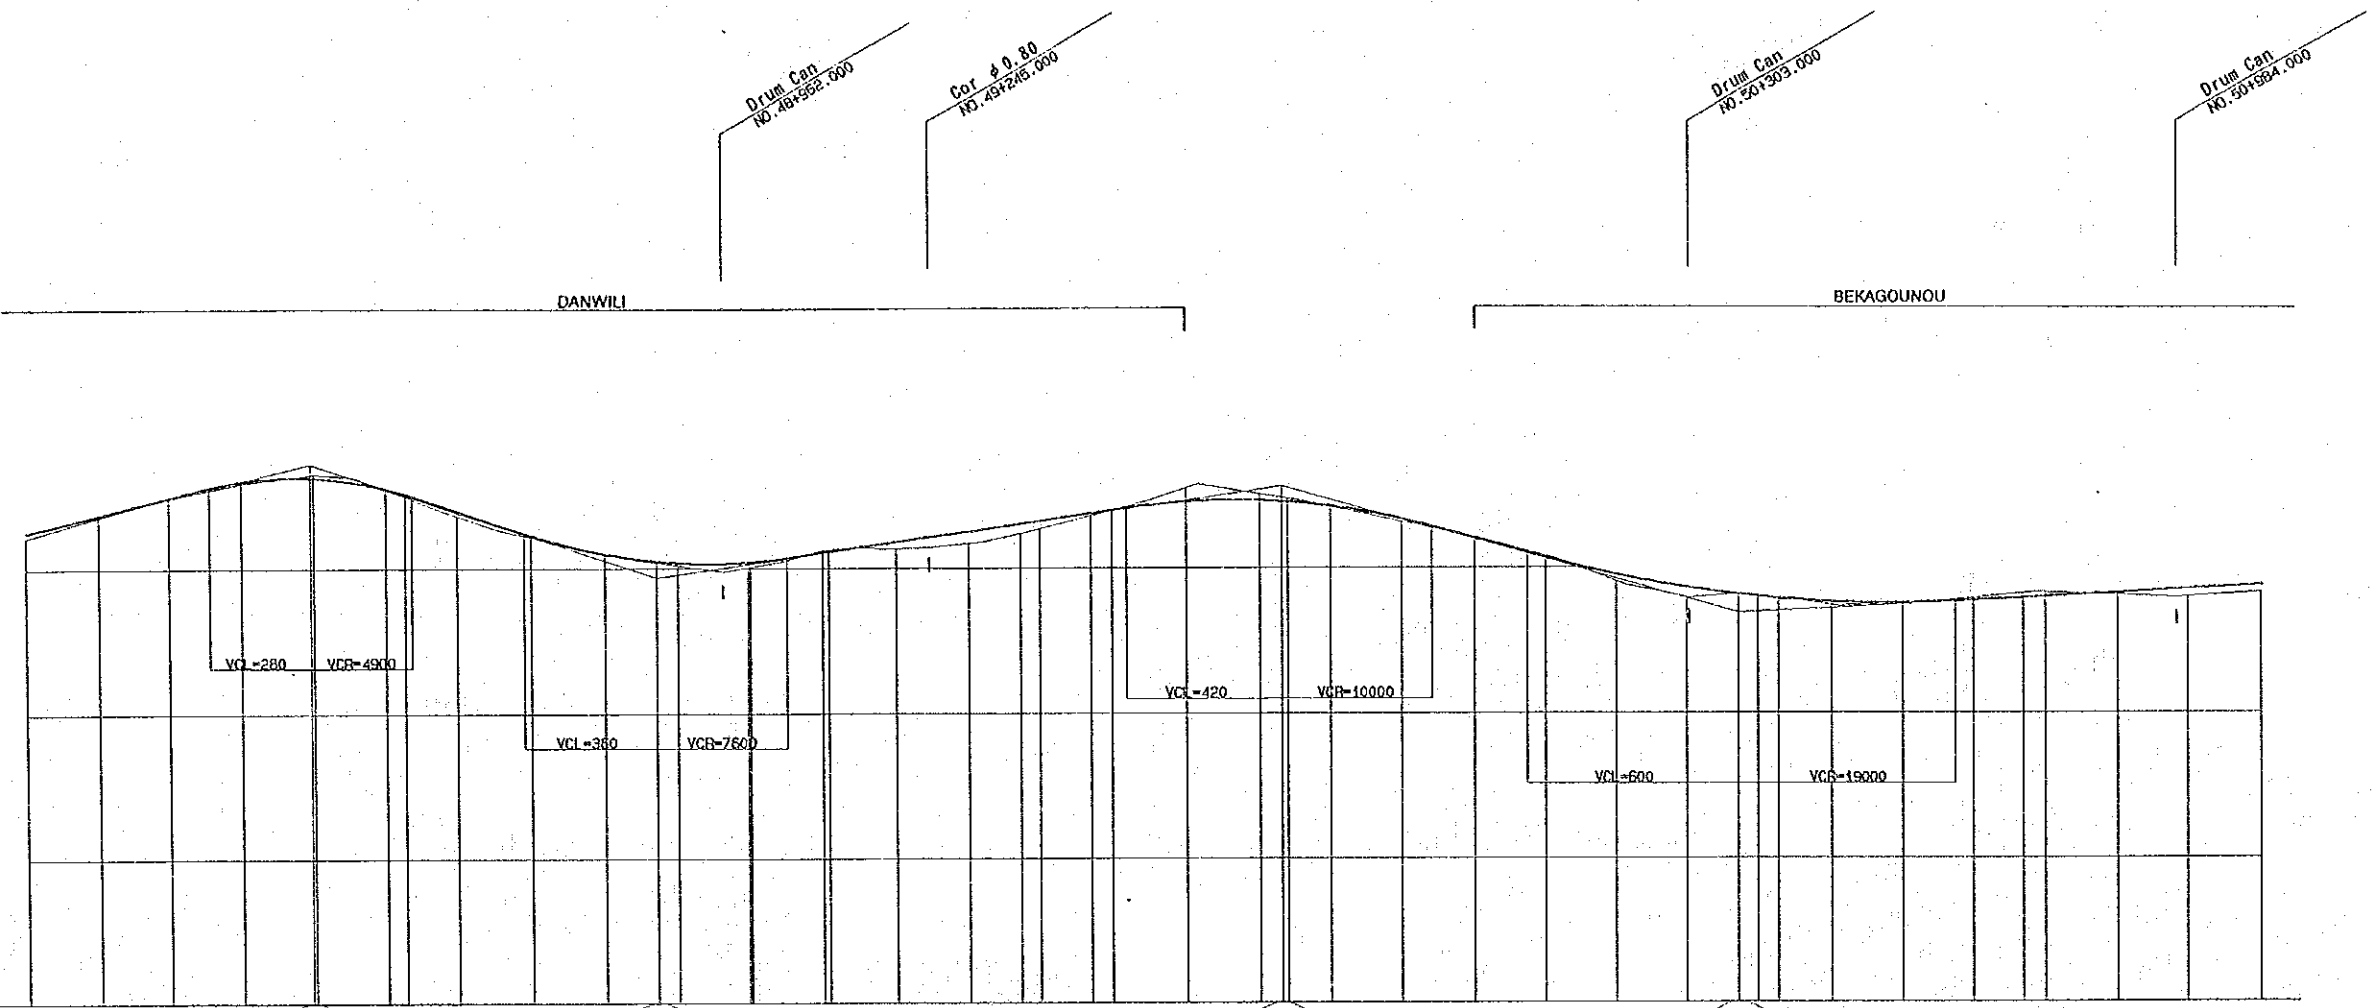 Drum Can
NO.48+962.000
Cor φ0.80
NO.49+245.000
Drum Can
NO.50+303.000
Drum Can
NO.50+984.000
DANWILI
BEKAGOUNOU
VCL=280 VCR=4900
VCL=420 VCR=10000
VCL=360 VCR=7600
VCL=600 VCR=19000